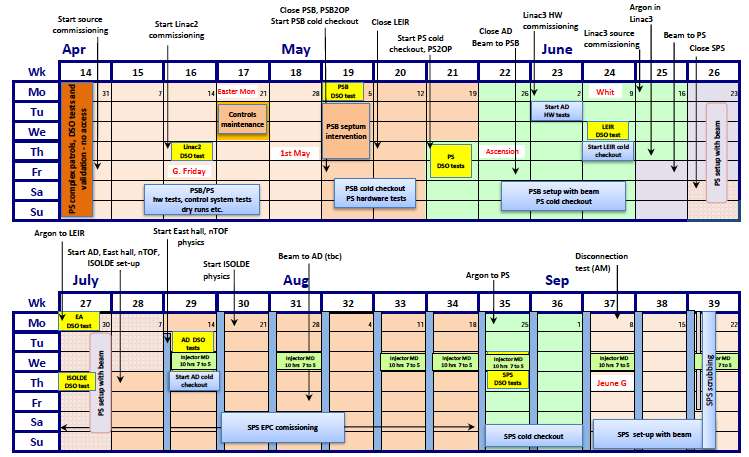 Start source
commissioning
Start Linac2
commissioning
Close PSB, PSB2OP
Start PSB cold checkout
Close LEIR
Start PS cold
checkout, PS2OP
Close AD
Beam to PSB
Linac3 HW
commissioning
Linac3 source
commissioning
Argon in
Linac3
Beam to PS
Close SPS
Apr May June
Wk 14 15 16 17 18 19 20 21 22 23 24 25 26
Mo 31 7 14 Easter Mon 21 28 PSB
DSO test 5 12 19 26 2 Whit 9 16 23
Tu
We
Th
Fr
Sa
Su
PS complex patrols, DSO tests and
validation - no access
Controls
maintenance
PSB septum
intervention
Start AD
HW tests
LEIR
DSO test
Linac2
DSO test
1st May
PS
DSO tests
Ascension
Start LEIR cold
checkout
G. Friday
PSB/PS
hw tests, control system tests
dry runs etc.
PSB cold checkout
PS hardware tests
PSB setup with beam
PS cold checkout
PS setup with beam
Argon to LEIR
Start AD, East hall, nTOF,
ISOLDE set-up
Start East hall, nTOF
physics
Start ISOLDE
physics
Beam to AD (tbc)
Argon to PS
Disconnection
test (AM)
July Aug Sep
Wk 27 28 29 30 31 32 33 34 35 36 37 38 39
Mo EA
DSO test 30 7 14 21 28 4 11 18 25 1 8 15 22
Tu
We
Th
Fr
Sa
Su
AD DSO
tests
Injector MD
10 hrs 7 to 5
Injector MD
10 hrs 7 to 5
Injector MD
10 hrs 7 to 5
Injector MD
10 hrs 7 to 5
Injector MD
10 hrs 7 to 5
Injector MD
10 hrs 7 to 5
Injector MD
10 hrs 7 to 5
ISOLDE
DSO test
PS setup with beam
Start AD cold
checkout
SPS
DSO tests
Jeune G
SPS EPC comissioning
SPS cold checkout
SPS set-up with beam
SPS scrubbing